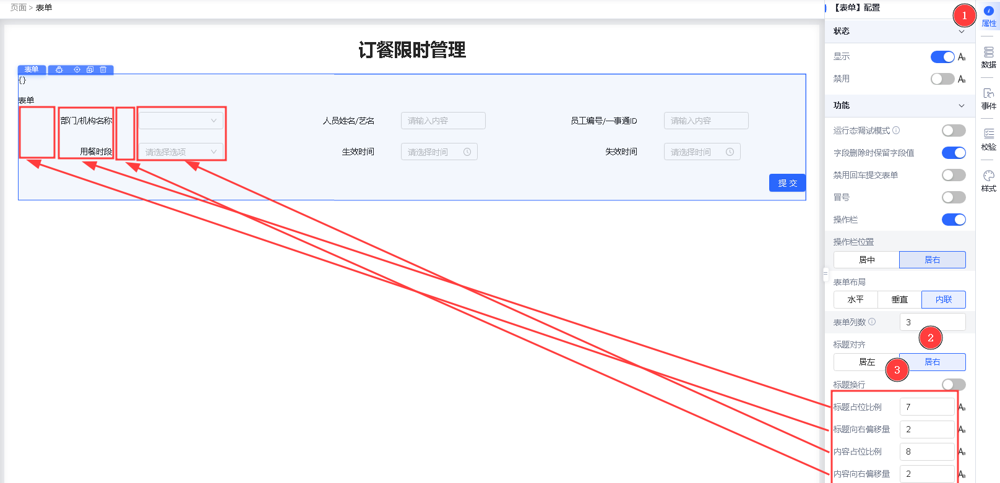 页面 > 表单
订餐限时管理
表单
{}
表单
部门/机构名称
人员姓名/艺名 请输入内容
员工编号/一事通ID 请输入内容
用餐时段 请选择选项
生效时间 请选择时间
失效时间 请选择时间
提 交
【表单】配置
1
状态
显示
禁用
功能
运行态调试模式
字段删除时保留字段值
禁用回车提交表单
冒号
操作栏
操作栏位置
居中 居右
表单布局
水平 垂直 内联
表单列数 3
2
标题对齐
居左 居右
3
标题换行
标题占位比例 7
标题向右偏移量 2
内容占位比例 8
内容向右偏移量 2
属性
数据
事件
校验
样式